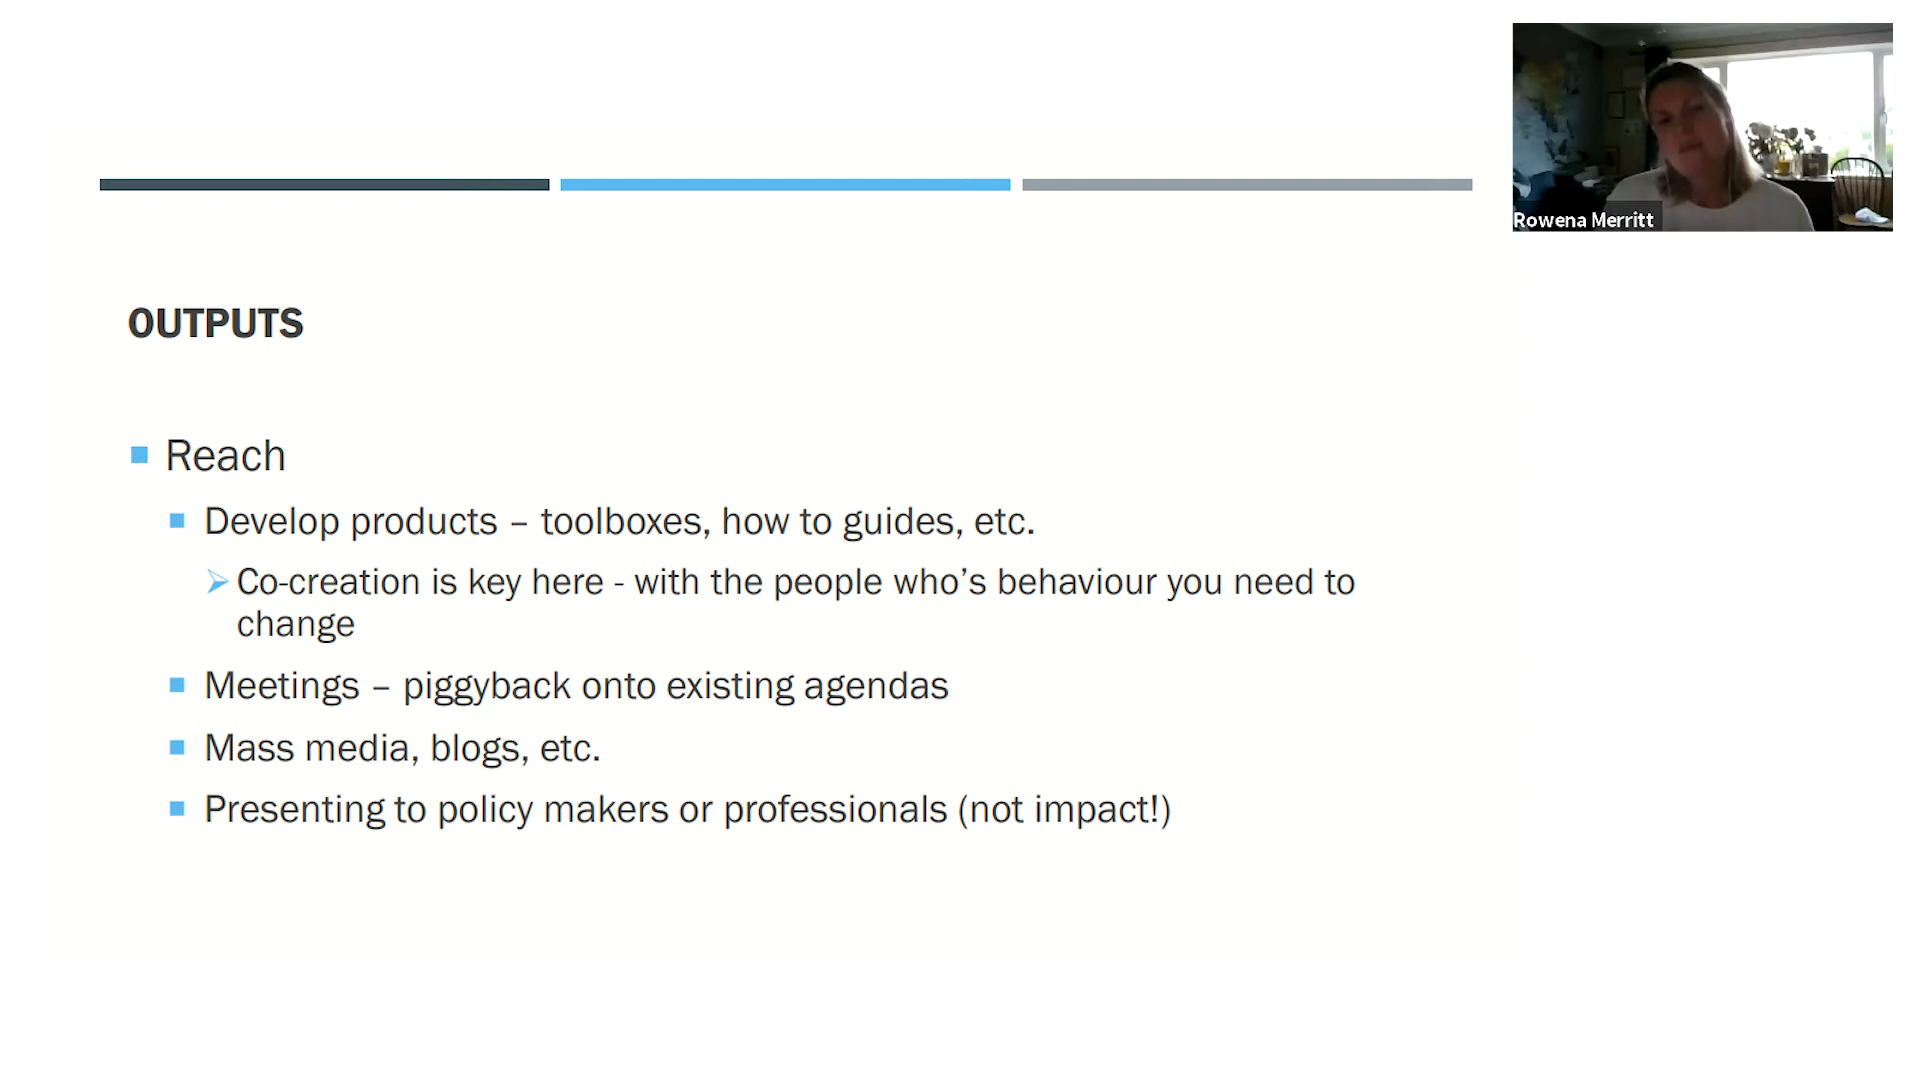 Rowena Merritt
OUTPUTS
Reach
Develop products – toolboxes, how to guides, etc.
Co-creation is key here - with the people who’s behaviour you need to
change
Meetings – piggyback onto existing agendas
Mass media, blogs, etc.
Presenting to policy makers or professionals (not impact!)